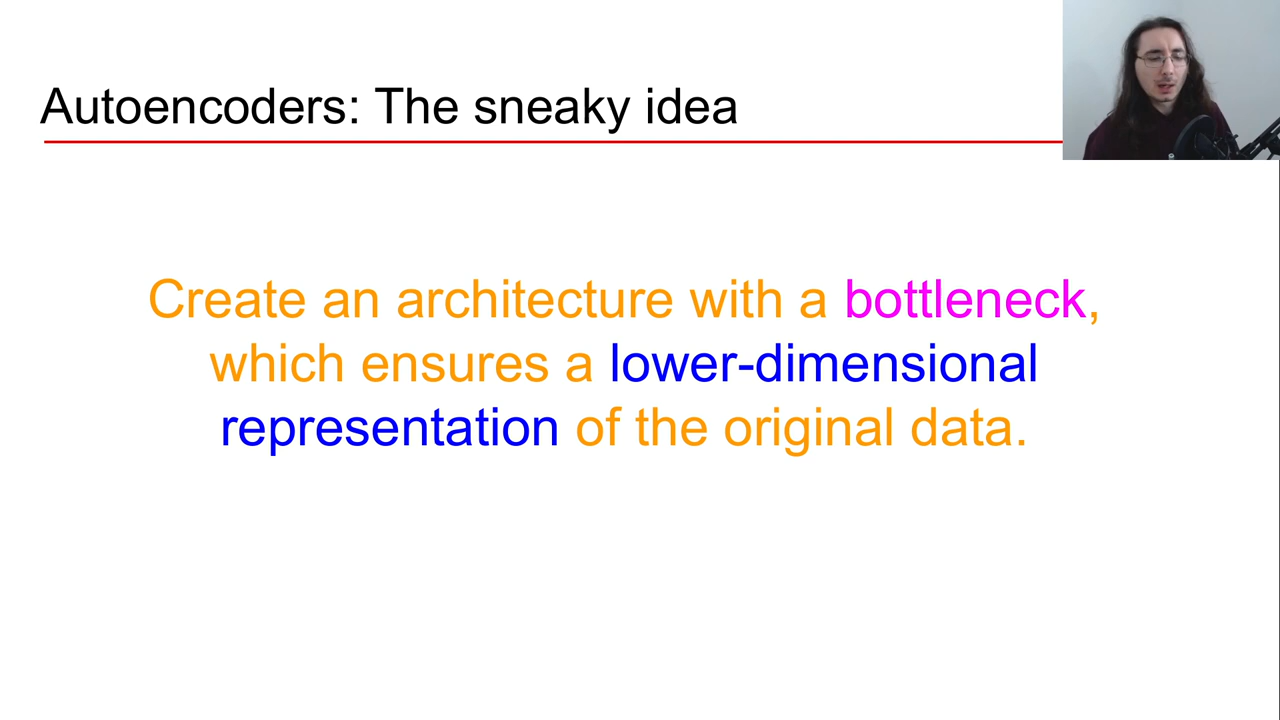 Autoencoders: The sneaky idea
Create an architecture with a bottleneck,
which ensures a lower-dimensional
representation of the original data.